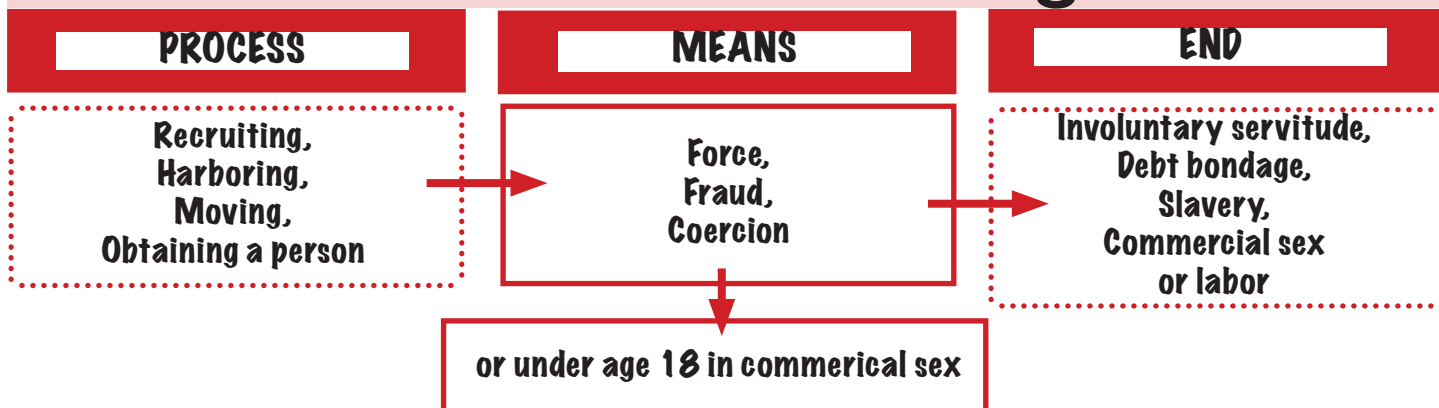 PROCESS
Recruiting,
Harboring,
Moving,
Obtaining a person
MEANS
Force,
Fraud,
Coercion
or under age 18 in commerical sex
END
Involuntary servitude,
Debt bondage,
Slavery,
Commercial sex
or labor